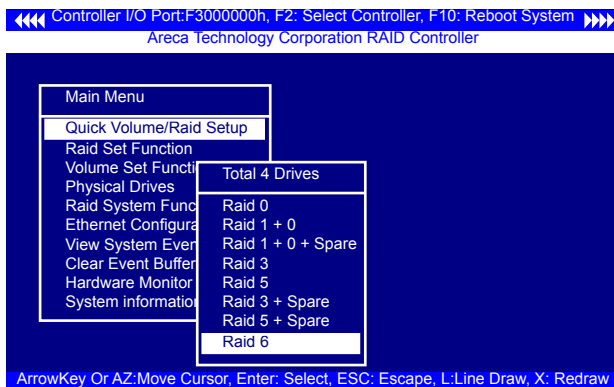 Controller I/O Port:F3000000h, F2: Select Controller, F10: Reboot System
Areca Technology Corporation RAID Controller
Main Menu
Quick Volume/Raid Setup
Raid Set Function
Volume Set Functi
Physical Drives
Raid System Func
Ethernet Configura
View System Even
Clear Event Buffer
Hardware Monitor
System information
Total 4 Drives
Raid 0
Raid 1 + 0
Raid 1 + 0 + Spare
Raid 3
Raid 5
Raid 3 + Spare
Raid 5 + Spare
Raid 6
ArrowKey Or AZ:Move Cursor, Enter: Select, ESC: Escape, L:Line Draw, X: Redraw